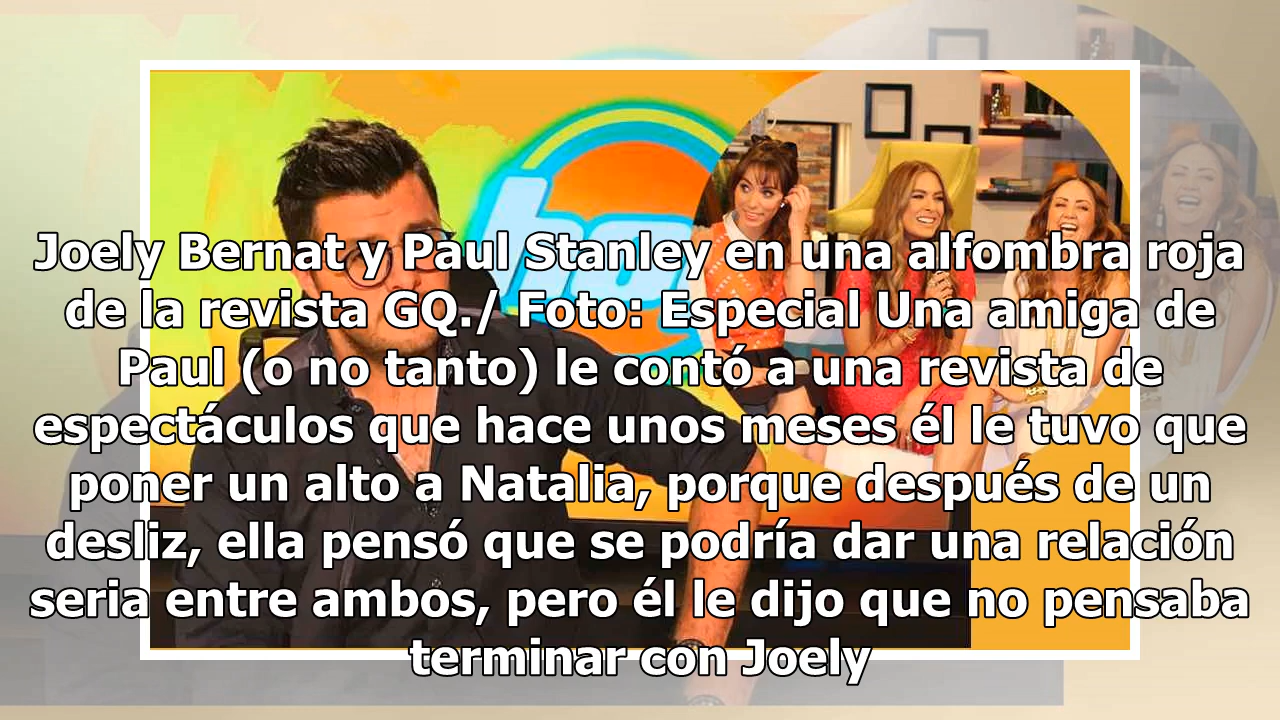 Joely Bernat y Paul Stanley en una alfombra roja
de la revista GQ./ Foto: Especial Una amiga de
Paul (o no tanto) le contó a una revista de
espectáculos que hace unos meses él le tuvo que
poner un alto a Natalia, porque después de un
desliz, ella pensó que se podría dar una relación
seria entre ambos, pero él le dijo que no pensaba
terminar con Joely